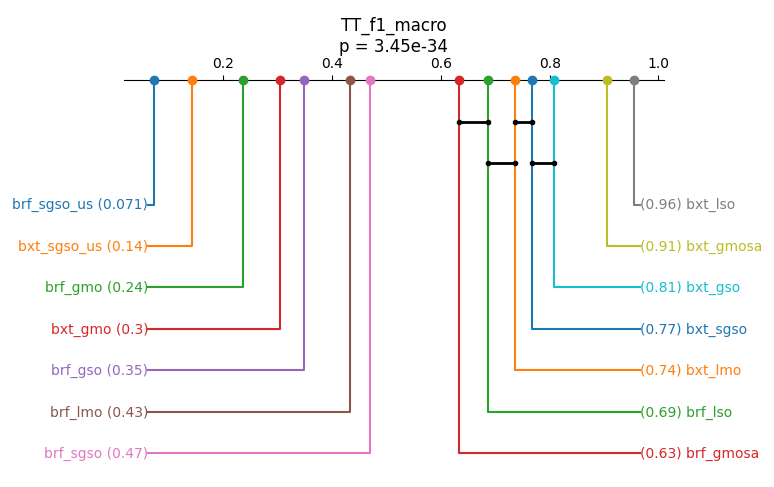 TT_f1_macro
p = 3.45e-34
0.2 0.4 0.6 0.8 1.0
brf_sgso_us (0.071) (0.96) bxt_lso
bxt_sgso_us (0.14) (0.91) bxt_gmosa
brf_gmo (0.24) (0.81) bxt_gso
bxt_gmo (0.3) (0.77) bxt_sgso
brf_gso (0.35) (0.74) bxt_lmo
brf_lmo (0.43) (0.69) brf_lso
brf_sgso (0.47) (0.63) brf_gmosa